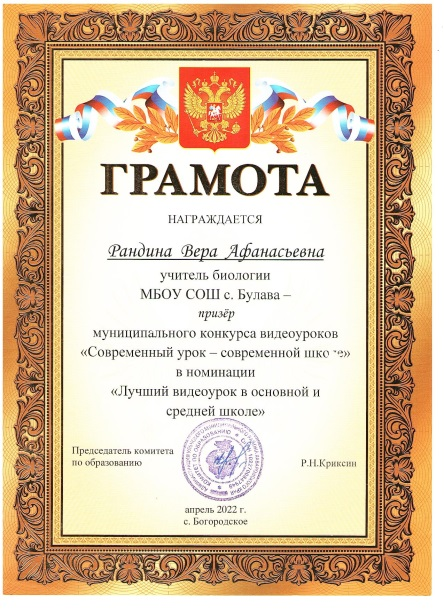 ГРАМОТА
НАГРАЖДАЕТСЯ
Рандина Вера Афанасьевна
учитель биологии
МБОУ СОШ с. Булава –
призёр
муниципального конкурса видеоуроков
«Современный урок – современной школе»
в номинации
«Лучший видеоурок в основной и
средней школе»
Председатель комитета
по образованию
Р.Н.Криксин
апрель 2022 г.
с. Богородское